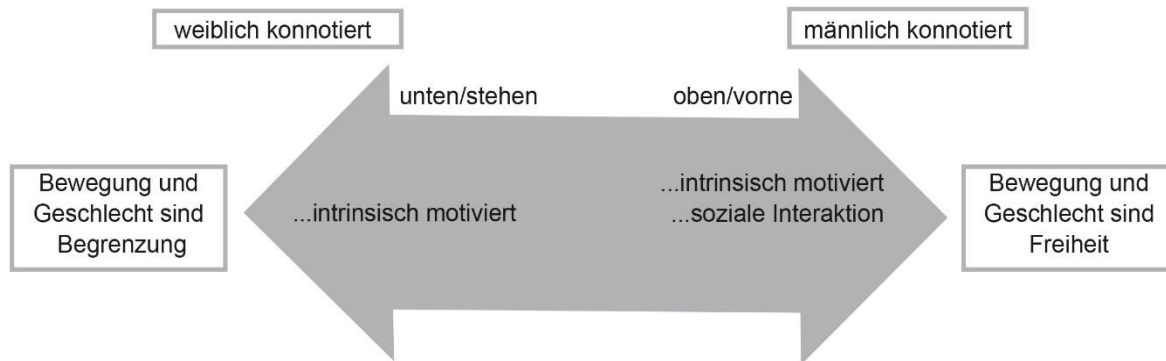 weiblich konnotiert
männlich konnotiert
unten/stehen
oben/vorne
Bewegung und
Geschlecht sind
Begrenzung
...intrinsisch motiviert
...intrinsisch motiviert
...soziale Interaktion
Bewegung und
Geschlecht sind
Freiheit